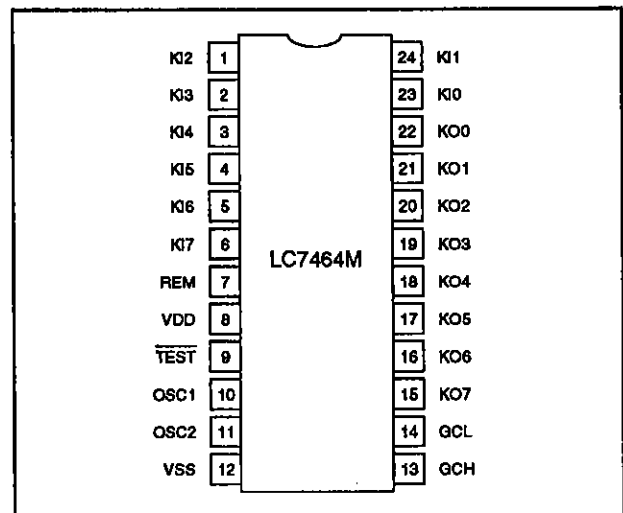 KI2 1 24 KI1
KI3 2 23 KI0
KI4 3 22 KO0
KI5 4 21 KO1
KI6 5 20 KO2
KI7 6 19 KO3
LC7464M
REM 7 18 KO4
VDD 8 17 KO5
TEST 9 16 KO6
OSC1 10 15 KO7
OSC2 11 14 GCL
VSS 12 13 GCH